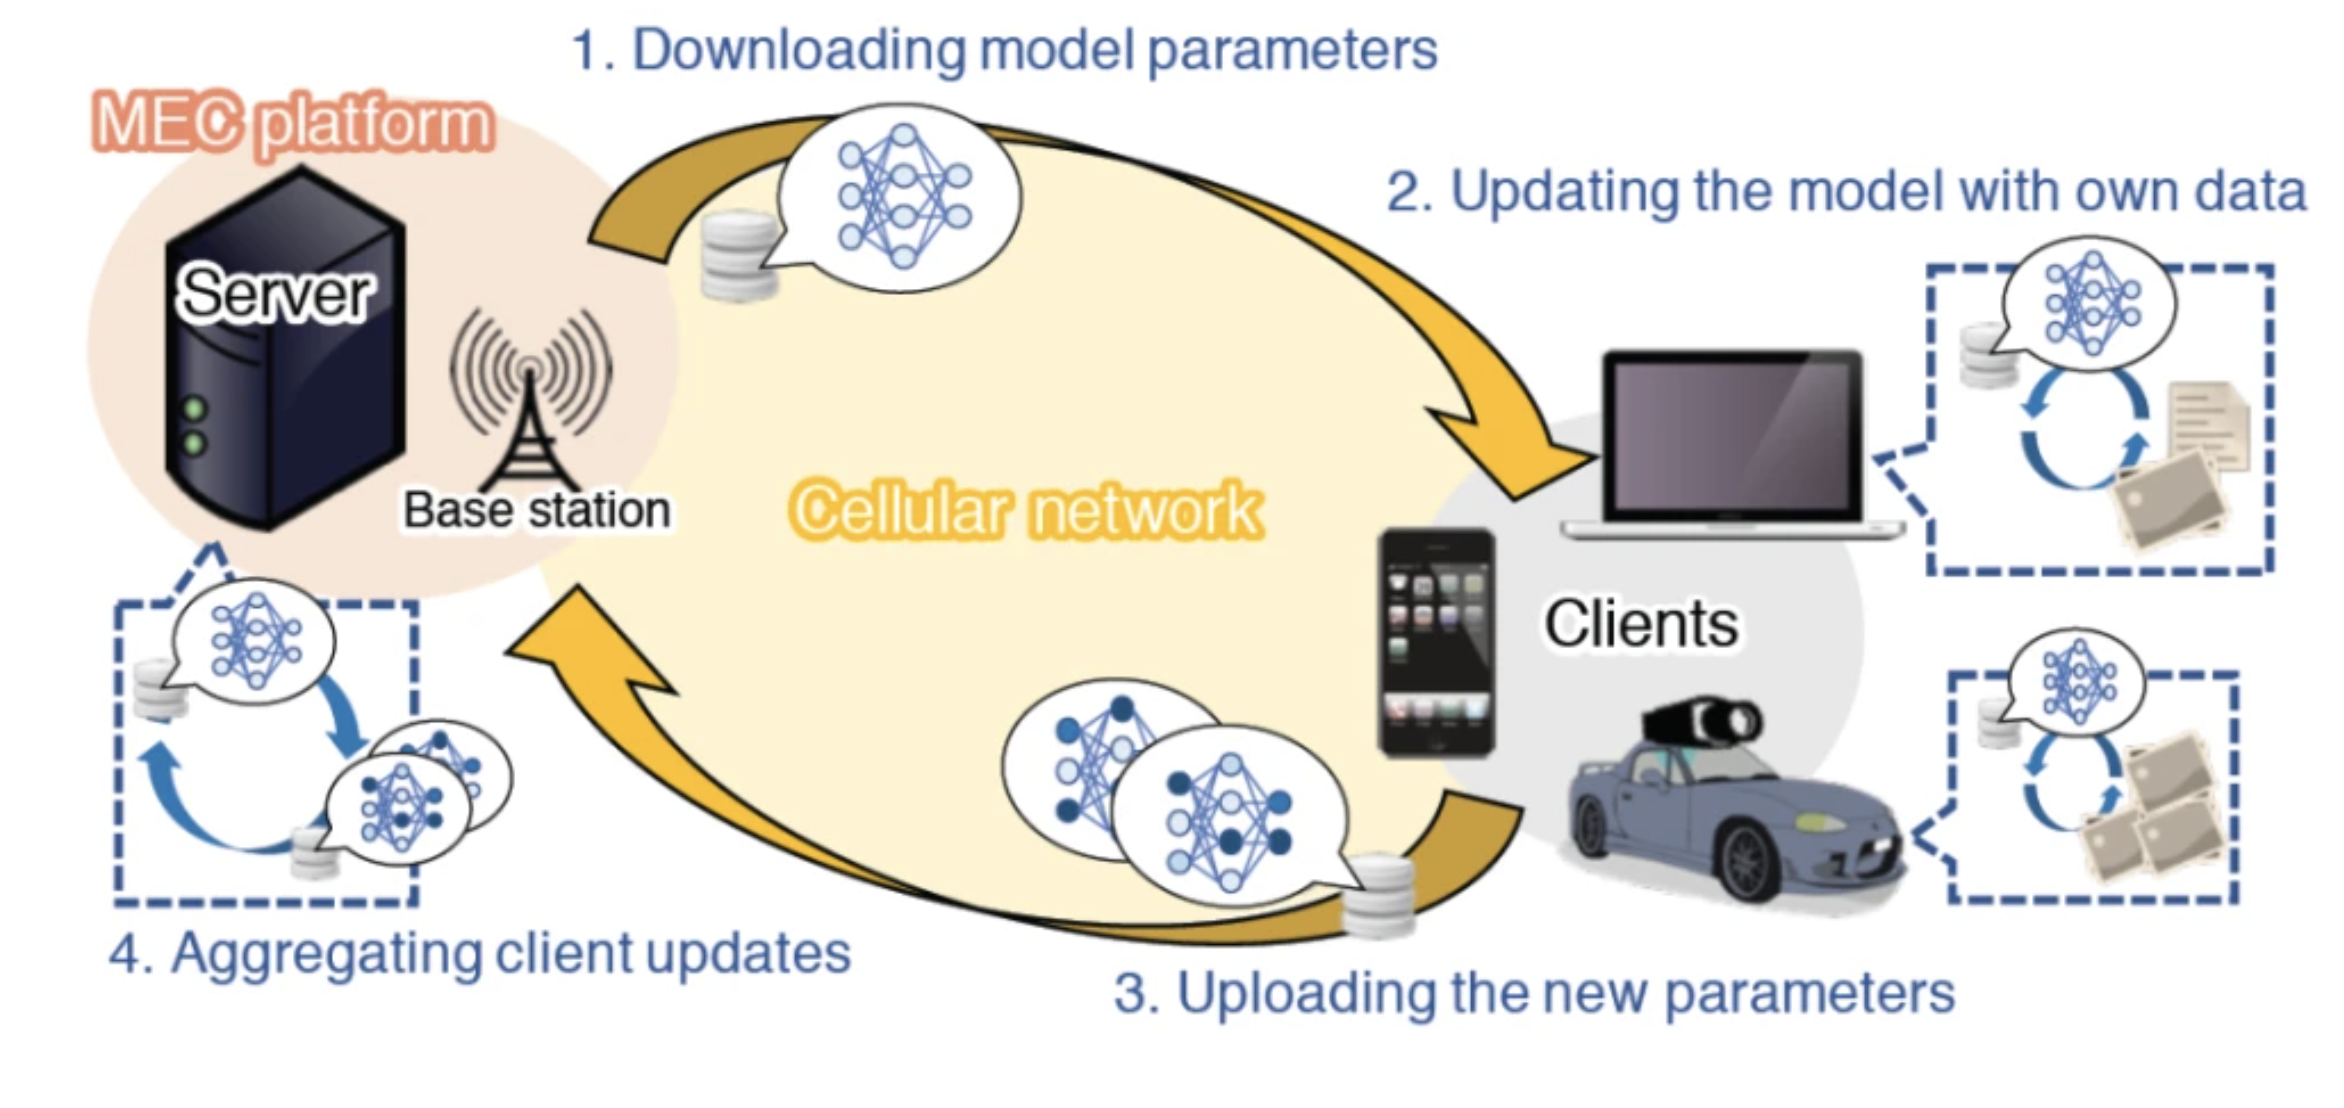 1. Downloading model parameters
MEC platform
2. Updating the model with own data
Server
Base station
Cellular network
Clients
4. Aggregating client updates
3. Uploading the new parameters